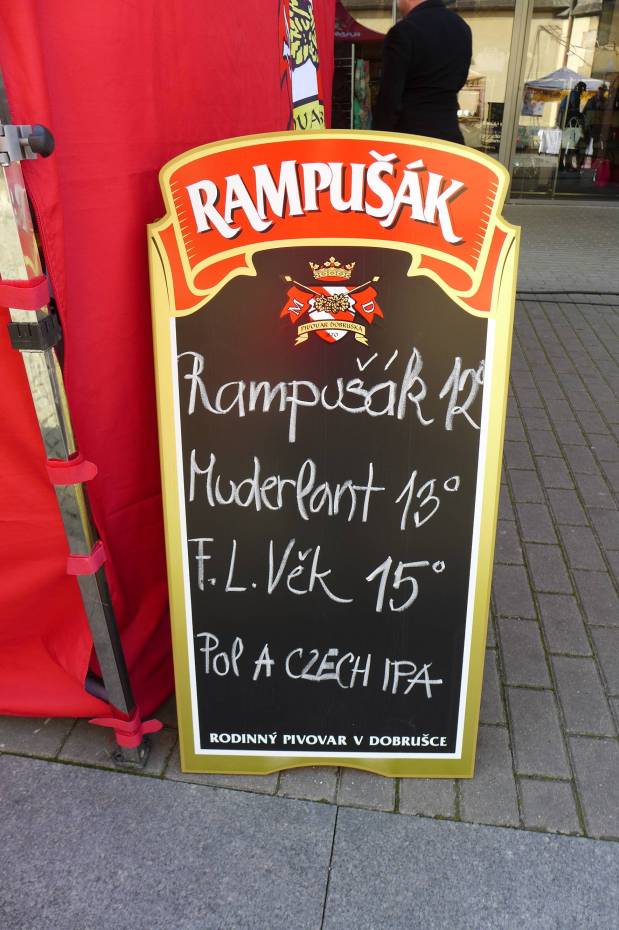 RAMPUŠÁK
M D
PIVOVAR DOBRUŠKA
Rampušák 12°
Muderlant 13°
F. L. Věk 15°
Pol A CZECH IPA
RODINNÝ PIVOVAR V DOBRUŠCE